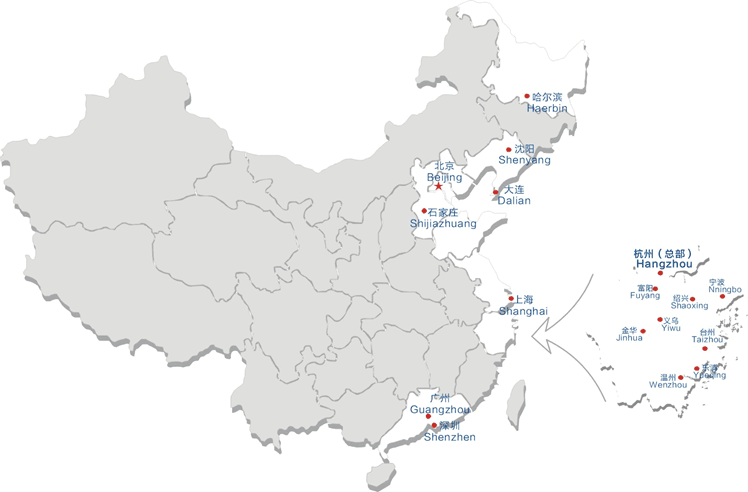 哈尔滨
Haerbin
沈阳
Shenyang
北京
Beijing
大连
Dalian
石家庄
Shijiazhuang
上海
Shanghai
广州
Guangzhou
深圳
Shenzhen
杭州（总部）
Hangzhou
富阳
Fuyang
绍兴
Shaoxing
宁波
Nningbo
义乌
Yiwu
金华
Jinhua
台州
Taizhou
乐清
Yueqing
温州
Wenzhou